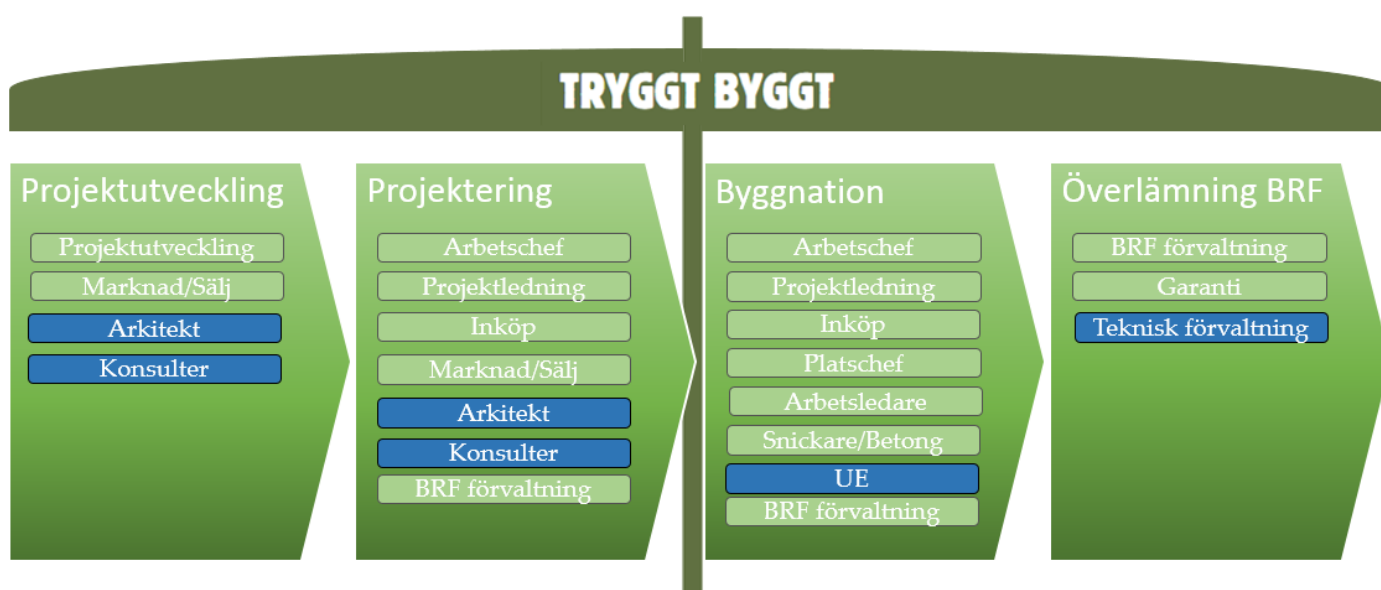 TRYGGT BYGGT
Projektutveckling
Projektutveckling
Marknad/Sälj
Arkitekt
Konsulter
Projektering
Arbetschef
Projektledning
Inköp
Marknad/Sälj
Arkitekt
Konsulter
BRF förvaltning
Byggnation
Arbetschef
Projektledning
Inköp
Platschef
Arbetsledare
Snickare/Betong
UE
BRF förvaltning
Överlämning BRF
BRF förvaltning
Garanti
Teknisk förvaltning